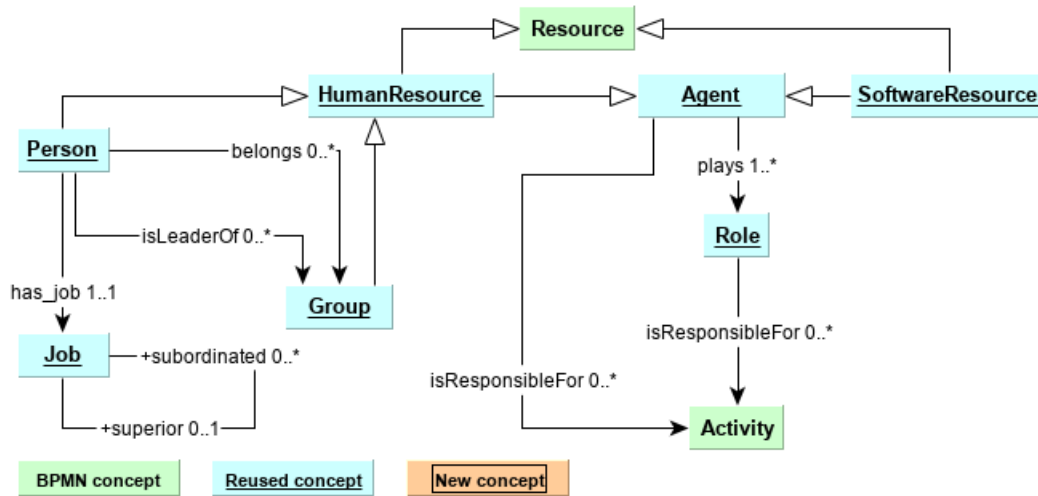 Resource
HumanResource
Agent
SoftwareResource
Person
belongs 0..*
plays 1..*
isLeaderOf 0..*
Role
has_job 1..1
Group
Job
+subordinated 0..*
isResponsibleFor 0..*
isResponsibleFor 0..*
+superior 0..1
Activity
BPMN concept
Reused concept
New concept